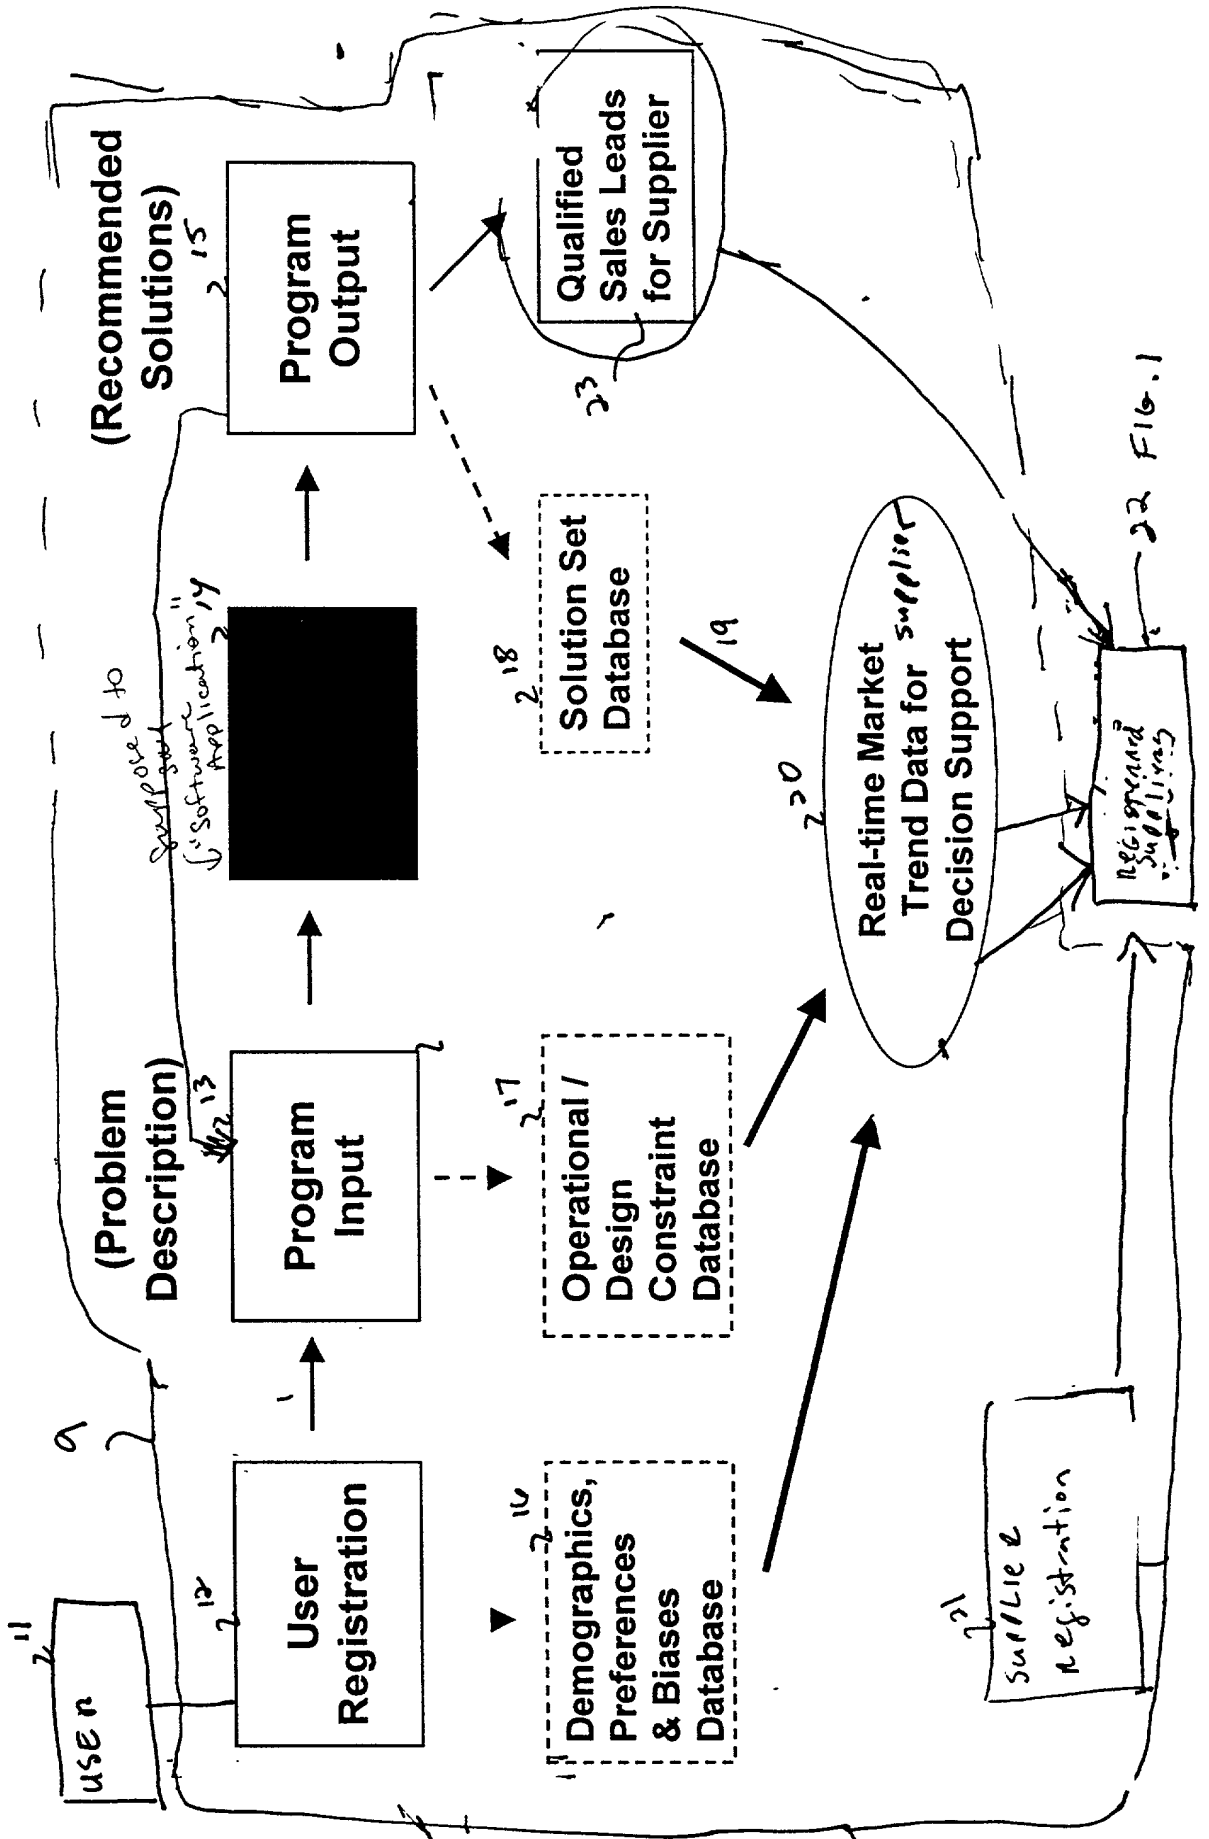 USER
11
9
User
Registration
12
(Problem
Description)
13
Program
Input
supposed to
say
"Software
Application"
14
(Recommended
Solutions)
15
Program
Output
Demographics,
Preferences
& Biases
Database
16
Operational /
Design
Constraint
Database
17
Solution Set
Database
18
19
Qualified
Sales Leads
for Supplier
23
20
Real-time Market
Trend Data for supplier
Decision Support
21
Supplier
Registration
Registered
Suppliers
22 FIG. 1